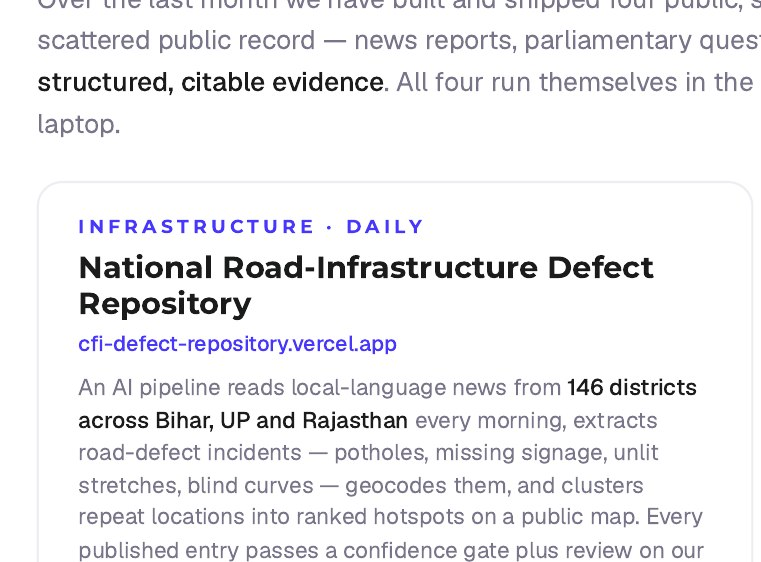 Over the last month we have built and shipped four public, s
scattered public record — news reports, parliamentary ques
structured, citable evidence. All four run themselves in the
laptop.
INFRASTRUCTURE · DAILY
National Road-Infrastructure Defect
Repository
cfi-defect-repository.vercel.app
An AI pipeline reads local-language news from 146 districts
across Bihar, UP and Rajasthan every morning, extracts
road-defect incidents — potholes, missing signage, unlit
stretches, blind curves — geocodes them, and clusters
repeat locations into ranked hotspots on a public map. Every
published entry passes a confidence gate plus review on our